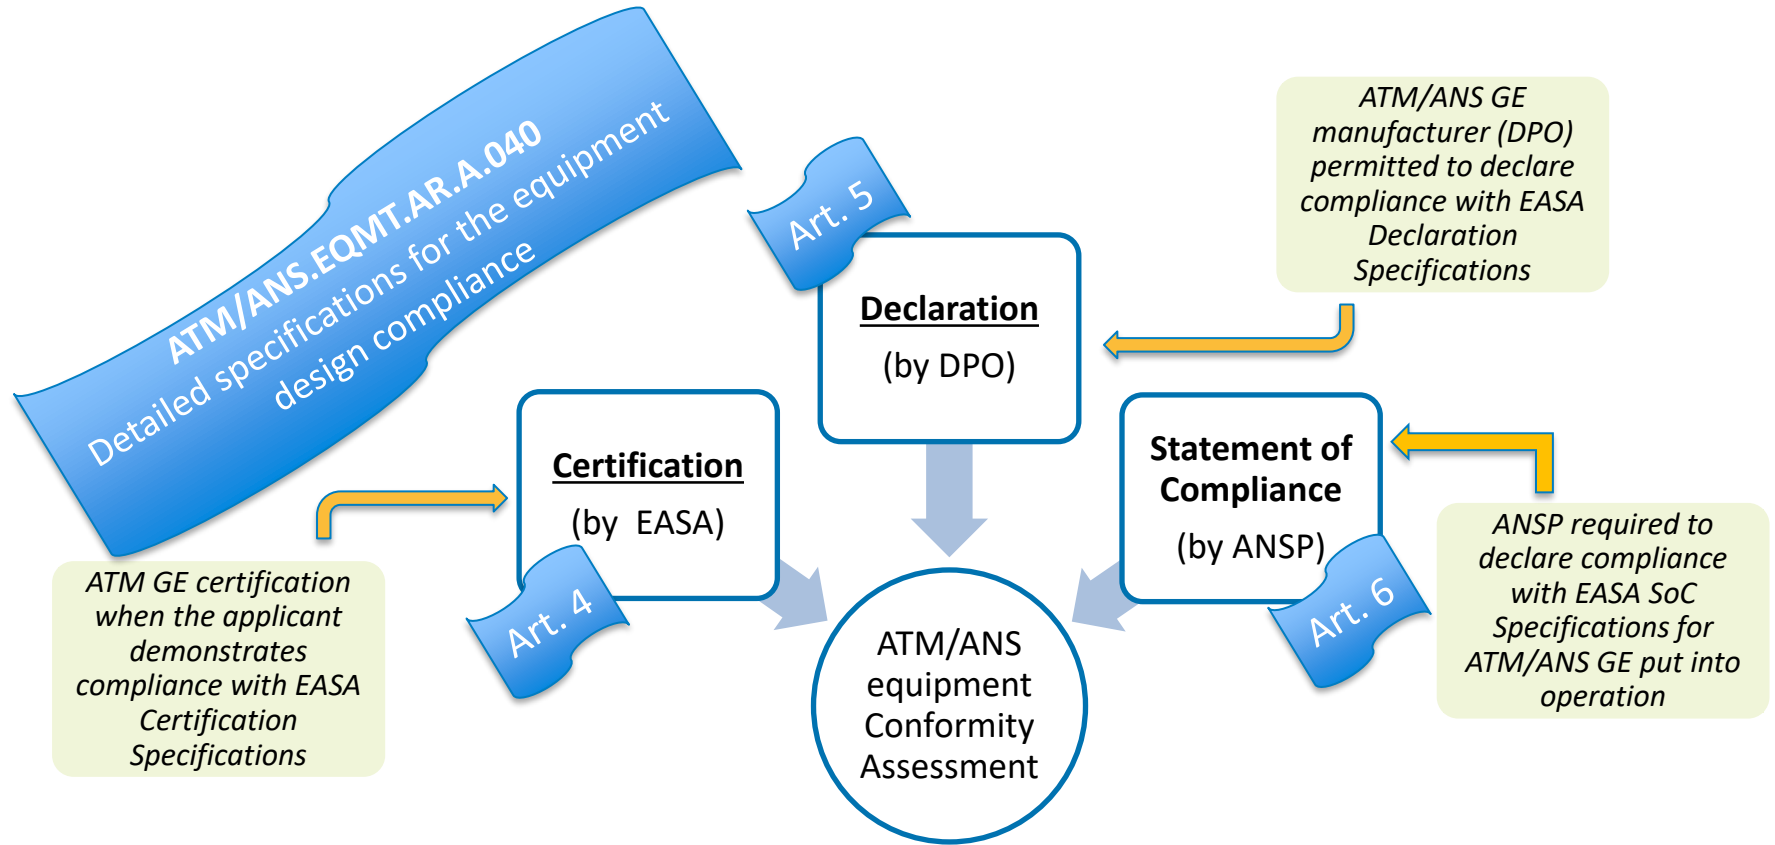 ATM/ANS.EQMT.AR.A.040
Detailed specifications for the equipment
design compliance
Art. 5
Declaration
(by DPO)
ATM/ANS GE
manufacturer (DPO)
permitted to declare
compliance with EASA
Declaration
Specifications
Certification
(by EASA)
Art. 4
ATM GE certification
when the applicant
demonstrates
compliance with EASA
Certification
Specifications
Statement of
Compliance
(by ANSP)
Art. 6
ANSP required to
declare compliance
with EASA SoC
Specifications for
ATM/ANS GE put into
operation
ATM/ANS
equipment
Conformity
Assessment